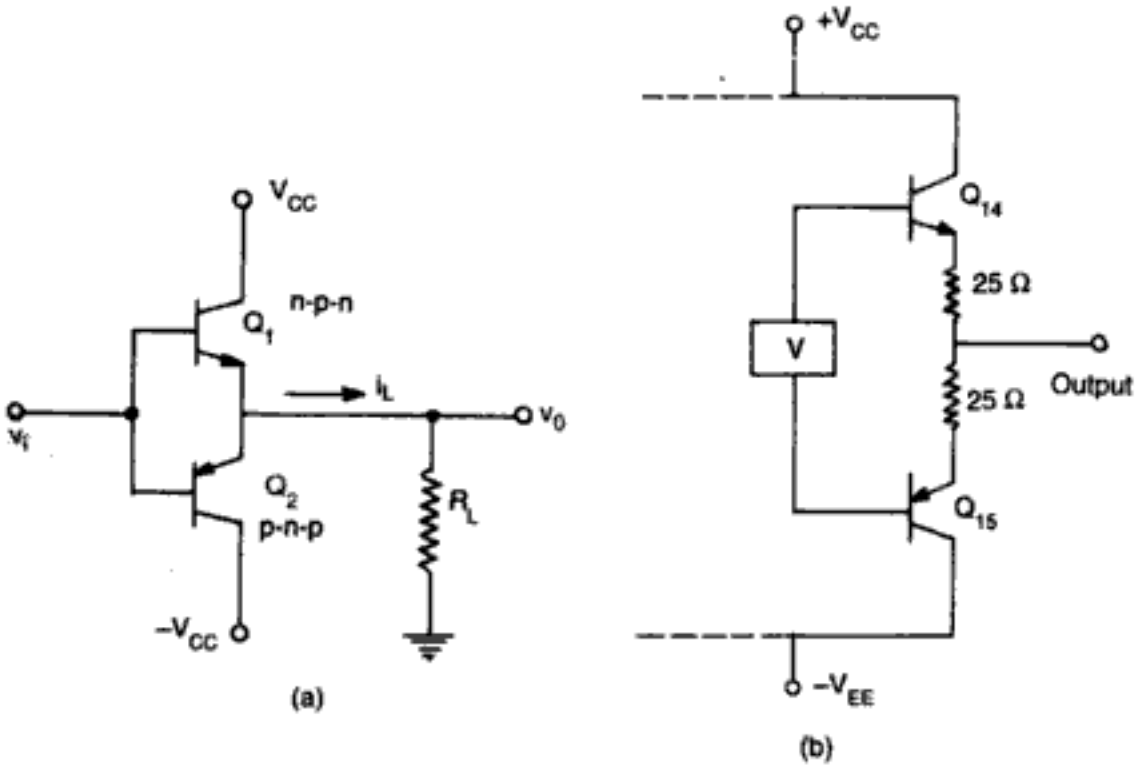 V_CC
n-p-n
Q_1
i_L
v_i
v_0
Q_2
p-n-p
R_L
–V_CC
(a)
+V_CC
Q_14
25 Ω
V
Output
25 Ω
Q_15
–V_EE
(b)